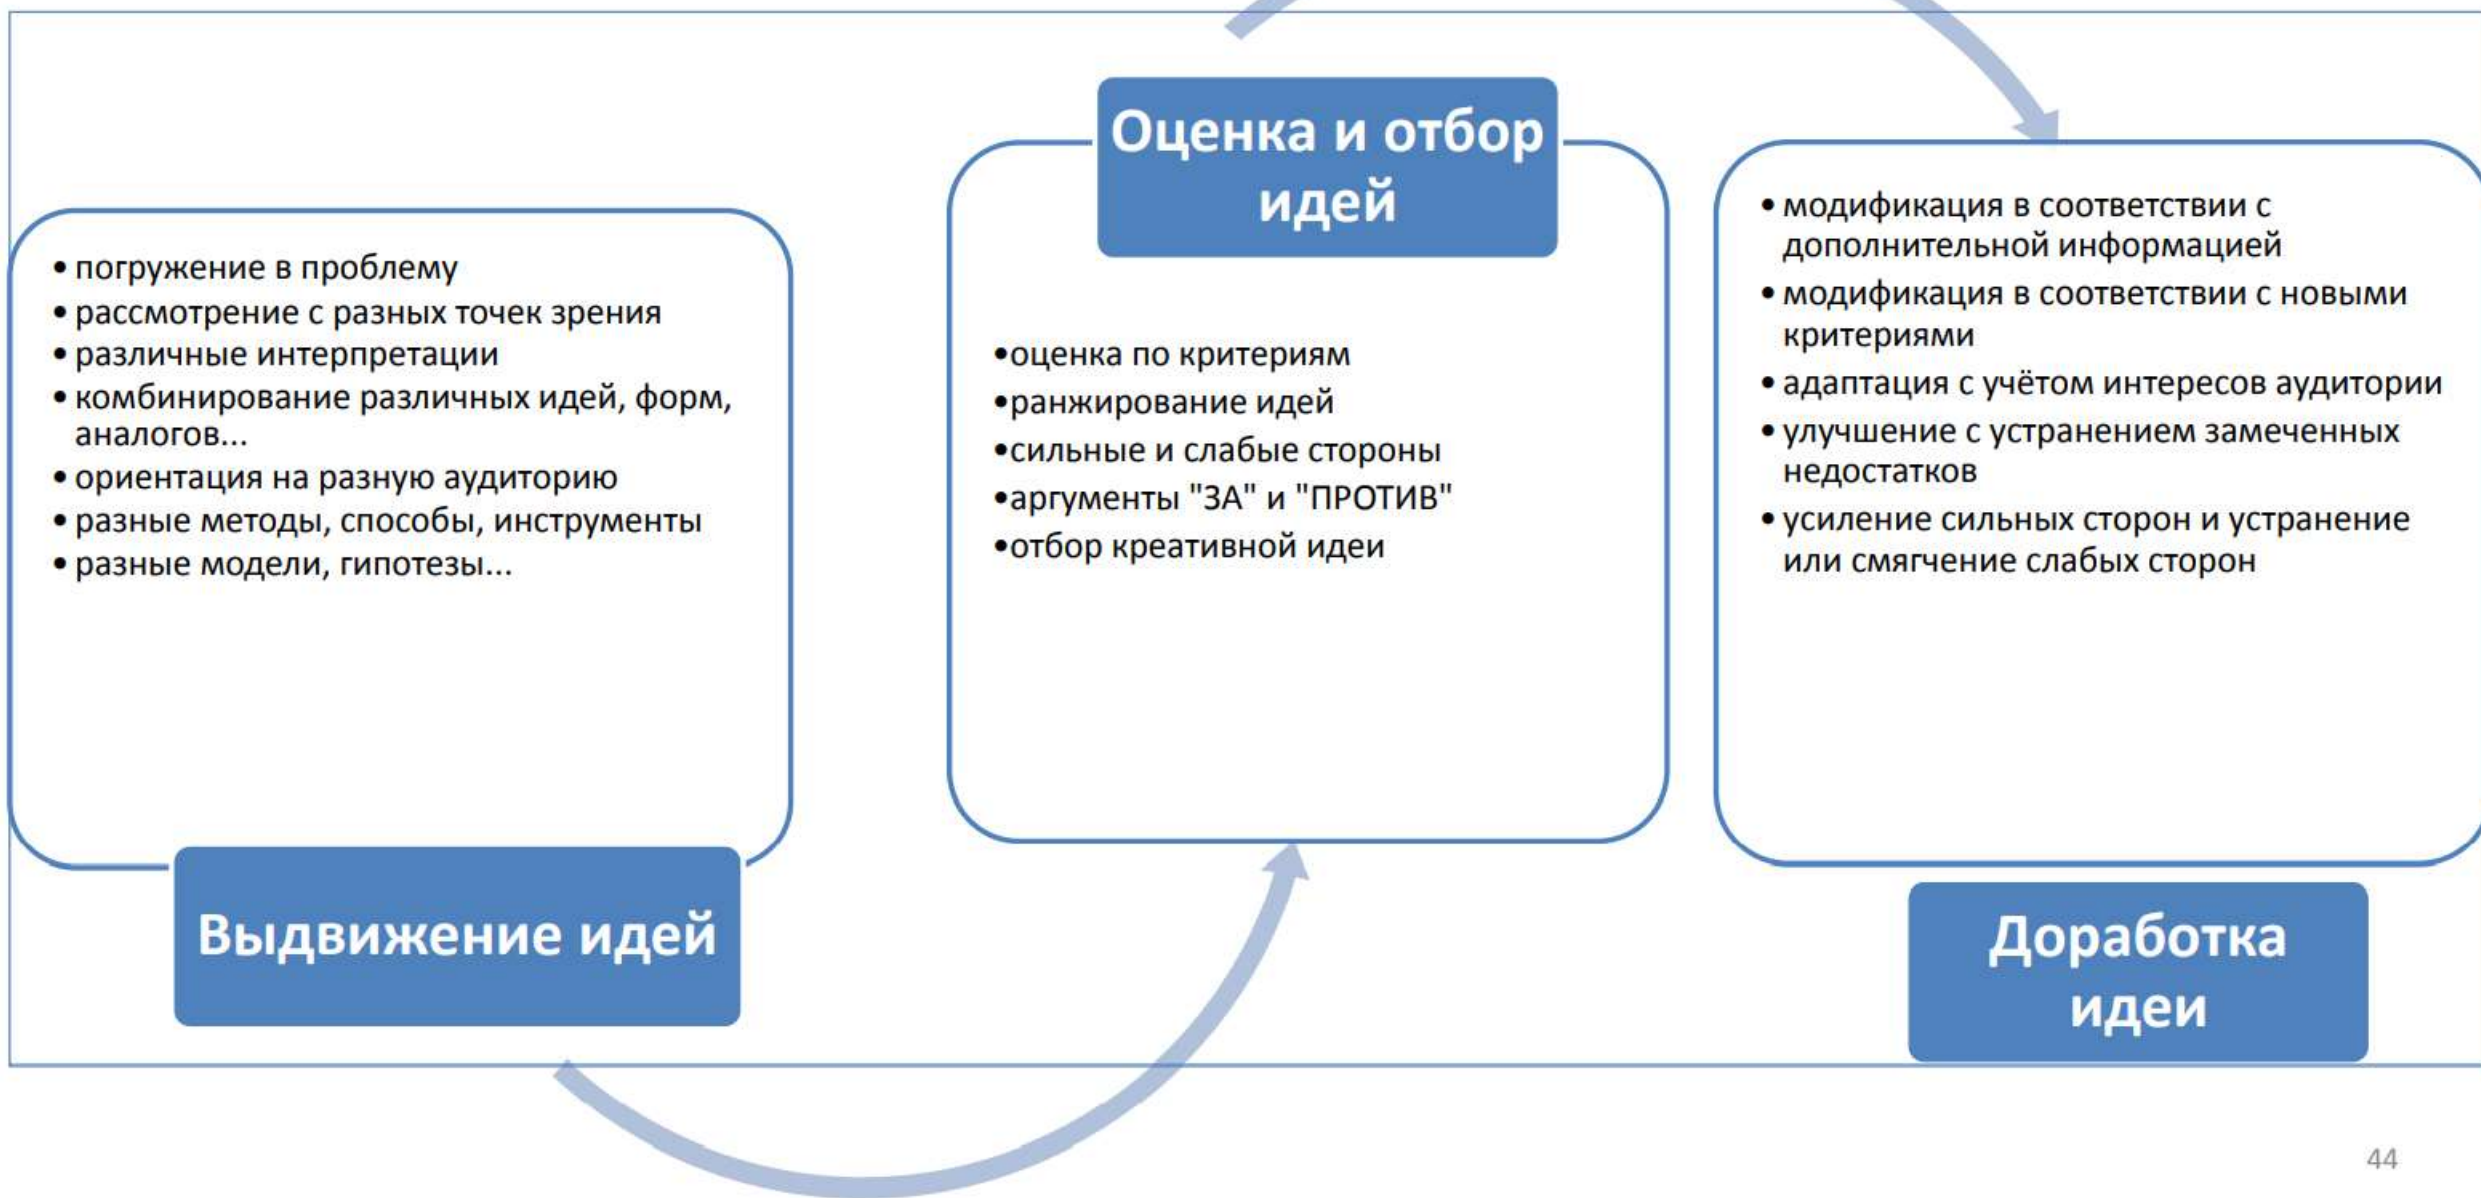 • погружение в проблему
• рассмотрение с разных точек зрения
• различные интерпретации
• комбинирование различных идей, форм,
аналогов...
• ориентация на разную аудиторию
• разные методы, способы, инструменты
• разные модели, гипотезы...
Выдвижение идей
Оценка и отбор
идей
•оценка по критериям
•ранжирование идей
•сильные и слабые стороны
•аргументы "ЗА" и "ПРОТИВ"
•отбор креативной идеи
• модификация в соответствии с
дополнительной информацией
• модификация в соответствии с новыми
критериями
• адаптация с учётом интересов аудитории
• улучшение с устранением замеченных
недостатков
• усиление сильных сторон и устранение
или смягчение слабых сторон
Доработка
идеи
44